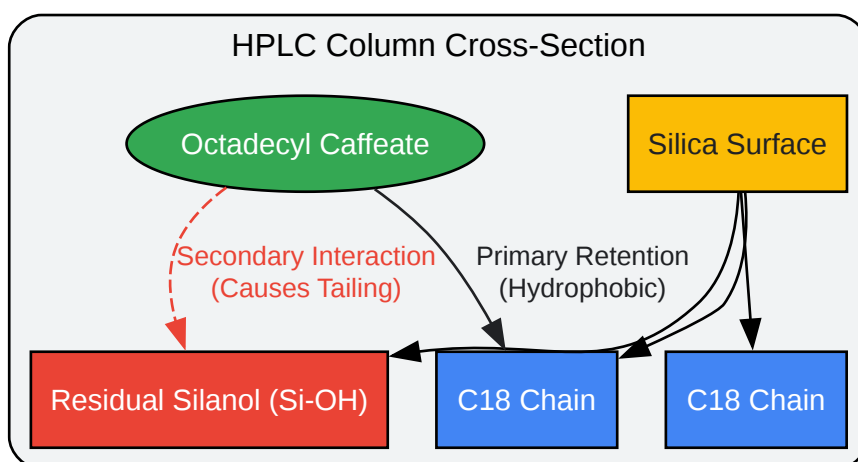 HPLC Column Cross-Section
Octadecyl Caffeate
Silica Surface
Secondary Interaction
(Causes Tailing)
Primary Retention
(Hydrophobic)
Residual Silanol (Si-OH)
C18 Chain
C18 Chain